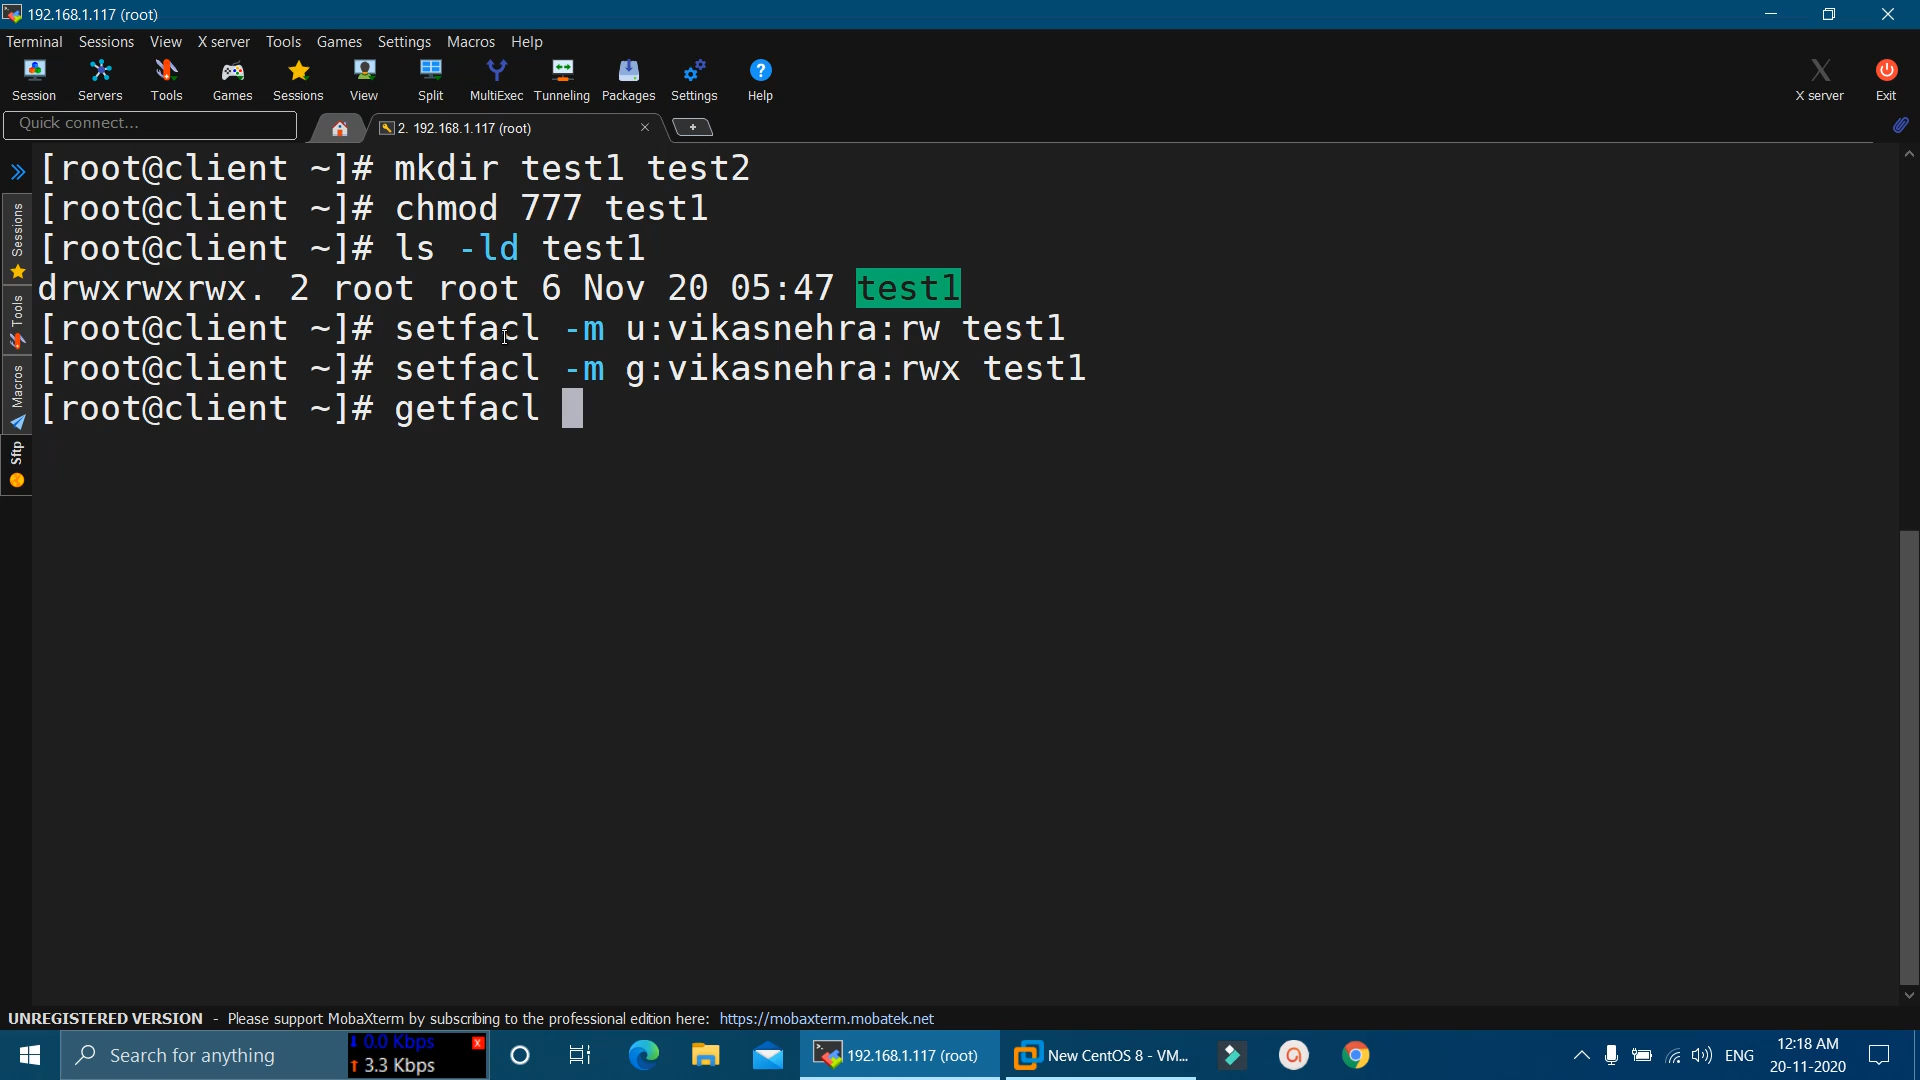 192.168.1.117 (root)
Terminal Sessions View X server Tools Games Settings Macros Help
Session Servers Tools Games Sessions View Split MultiExec Tunneling Packages Settings Help X server Exit
Quick connect... 2. 192.168.1.117 (root)
[root@client ~]# mkdir test1 test2
[root@client ~]# chmod 777 test1
[root@client ~]# ls -ld test1
drwxrwxrwx. 2 root root 6 Nov 20 05:47 test1
[root@client ~]# setfacl -m u:vikasnehra:rw test1
[root@client ~]# setfacl -m g:vikasnehra:rwx test1
[root@client ~]# getfacl
Sessions
Tools
Macros
Sftp
UNREGISTERED VERSION - Please support MobaXterm by subscribing to the professional edition here: https://mobaxterm.mobatek.net
Search for anything
0.0 Kbps
3.3 Kbps
192.168.1.117 (root)
New CentOS 8 - VM...
ENG
12:18 AM
20-11-2020